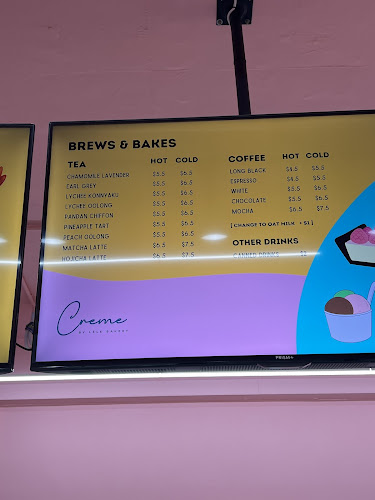 BREWS & BAKES
TEA HOT COLD
CHAMOMILE LAVENDER $5.5 $6.5
EARL GREY $5.5 $6.5
LYCHEE KONNYAKU $5.5 $6.5
LYCHEE OOLONG $5.5 $6.5
PANDAN CHIFFON $5.5 $6.5
PINEAPPLE TART $5.5 $6.5
PEACH OOLONG $5.5 $6.5
MATCHA LATTE $6.5 $7.5
HOJICHA LATTE $6.5 $7.5
COFFEE HOT COLD
LONG BLACK $4.5 $5.5
ESPRESSO $4.5 $5.5
WHITE $5.5 $6.5
CHOCOLATE $5.5 $6.5
MOCHA $6.5 $7.5
[ CHANGE TO OAT MILK + $1 ]
OTHER DRINKS
CANNED DRINKS
Creme
PRISM+